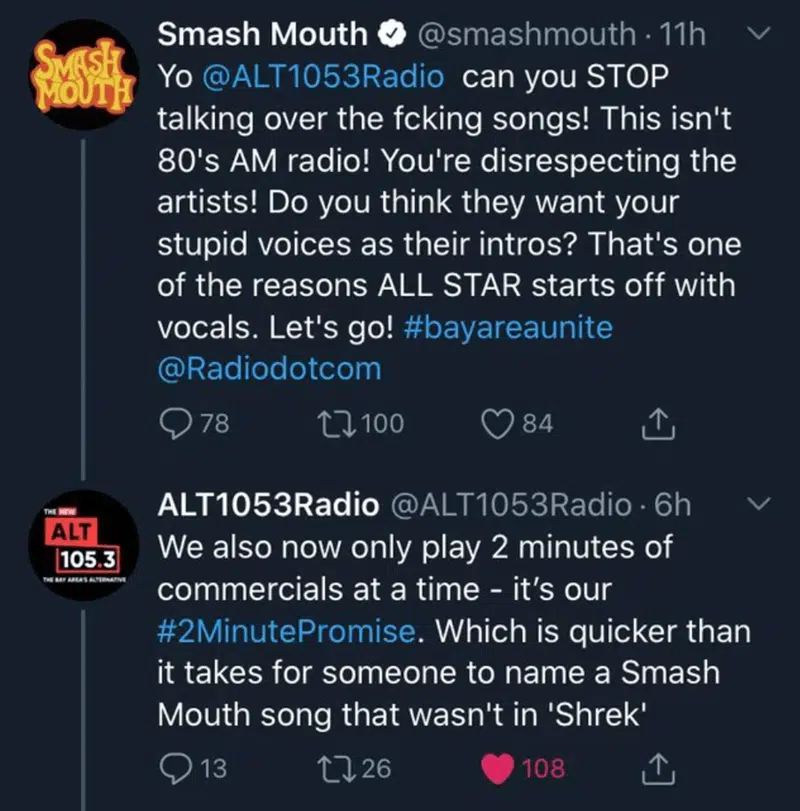 SMASH
MOUTH
Smash Mouth @smashmouth · 11h
Yo @ALT1053Radio can you STOP
talking over the fcking songs! This isn't
80's AM radio! You're disrespecting the
artists! Do you think they want your
stupid voices as their intros? That's one
of the reasons ALL STAR starts off with
vocals. Let's go! #bayareaunite
@Radiodotcom
78 100 84
THE NEW
ALT
105.3
THE BAY AREA'S ALTERNATIVE
ALT1053Radio @ALT1053Radio · 6h
We also now only play 2 minutes of
commercials at a time - it’s our
#2MinutePromise. Which is quicker than
it takes for someone to name a Smash
Mouth song that wasn't in 'Shrek'
13 26 108